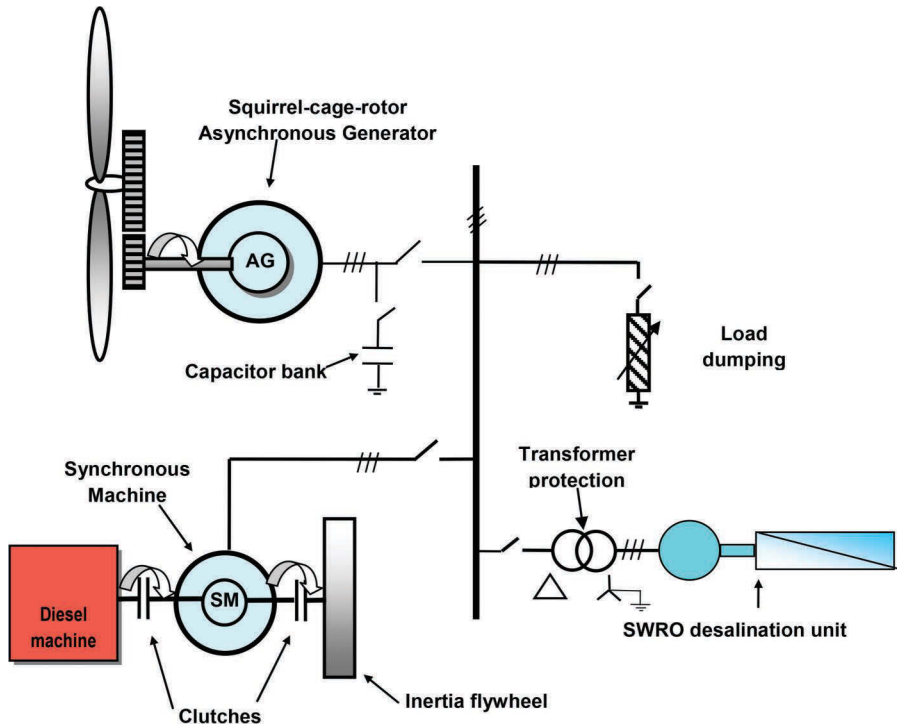 Squirrel-cage-rotor
Asynchronous Generator
AG
Capacitor bank
Load
dumping
Synchronous
Machine
Transformer
protection
Diesel
machine
SM
SWRO desalination unit
Inertia flywheel
Clutches